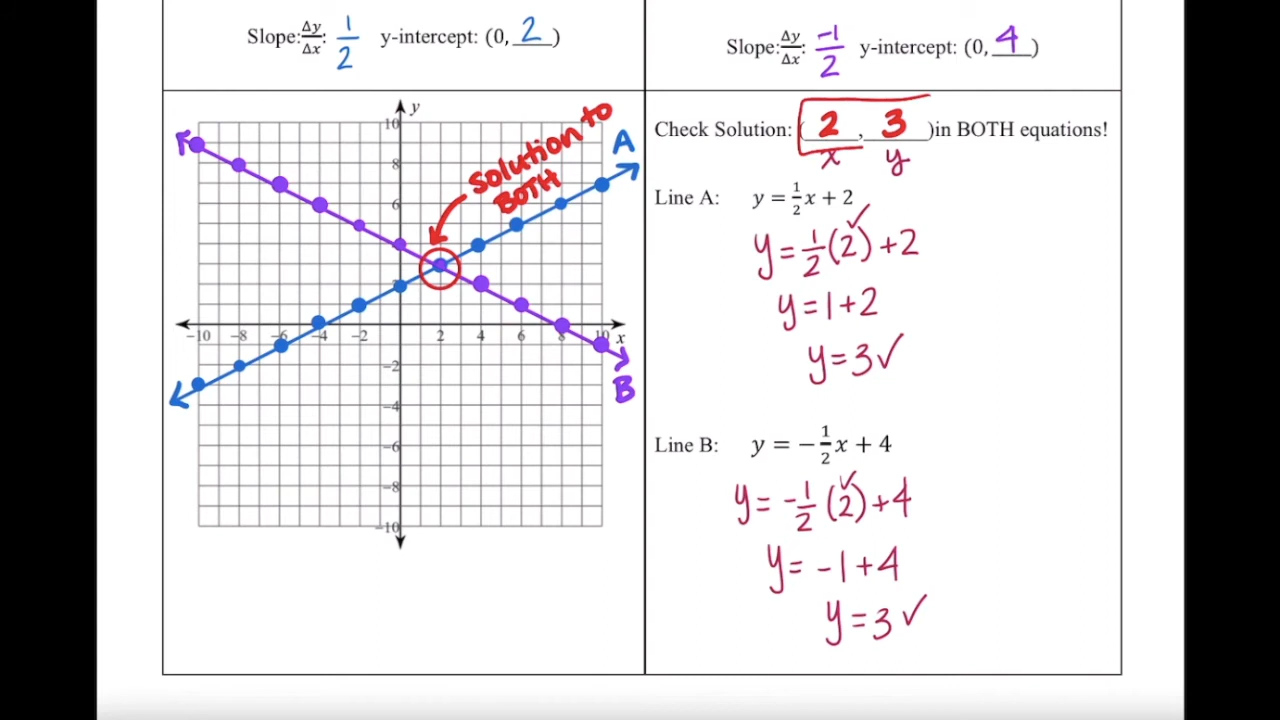 Slope: Δy/Δx: 1/2 y-intercept: (0, 2)
Slope: Δy/Δx: -1/2 y-intercept: (0, 4)
y
10
8
6
2
-10 -8 -6 -4 -2 2 4 6 8 10 x
-2
-4
-6
-8
-10
Solution to
BOTH
A
B
Check Solution: (2, 3) in BOTH equations!
x y
Line A: y = 1/2 x + 2
y = 1/2 (2) + 2
y = 1 + 2
y = 3 ✓
Line B: y = − 1/2 x + 4
y = -1/2 (2) + 4
y = -1 + 4
y = 3 ✓